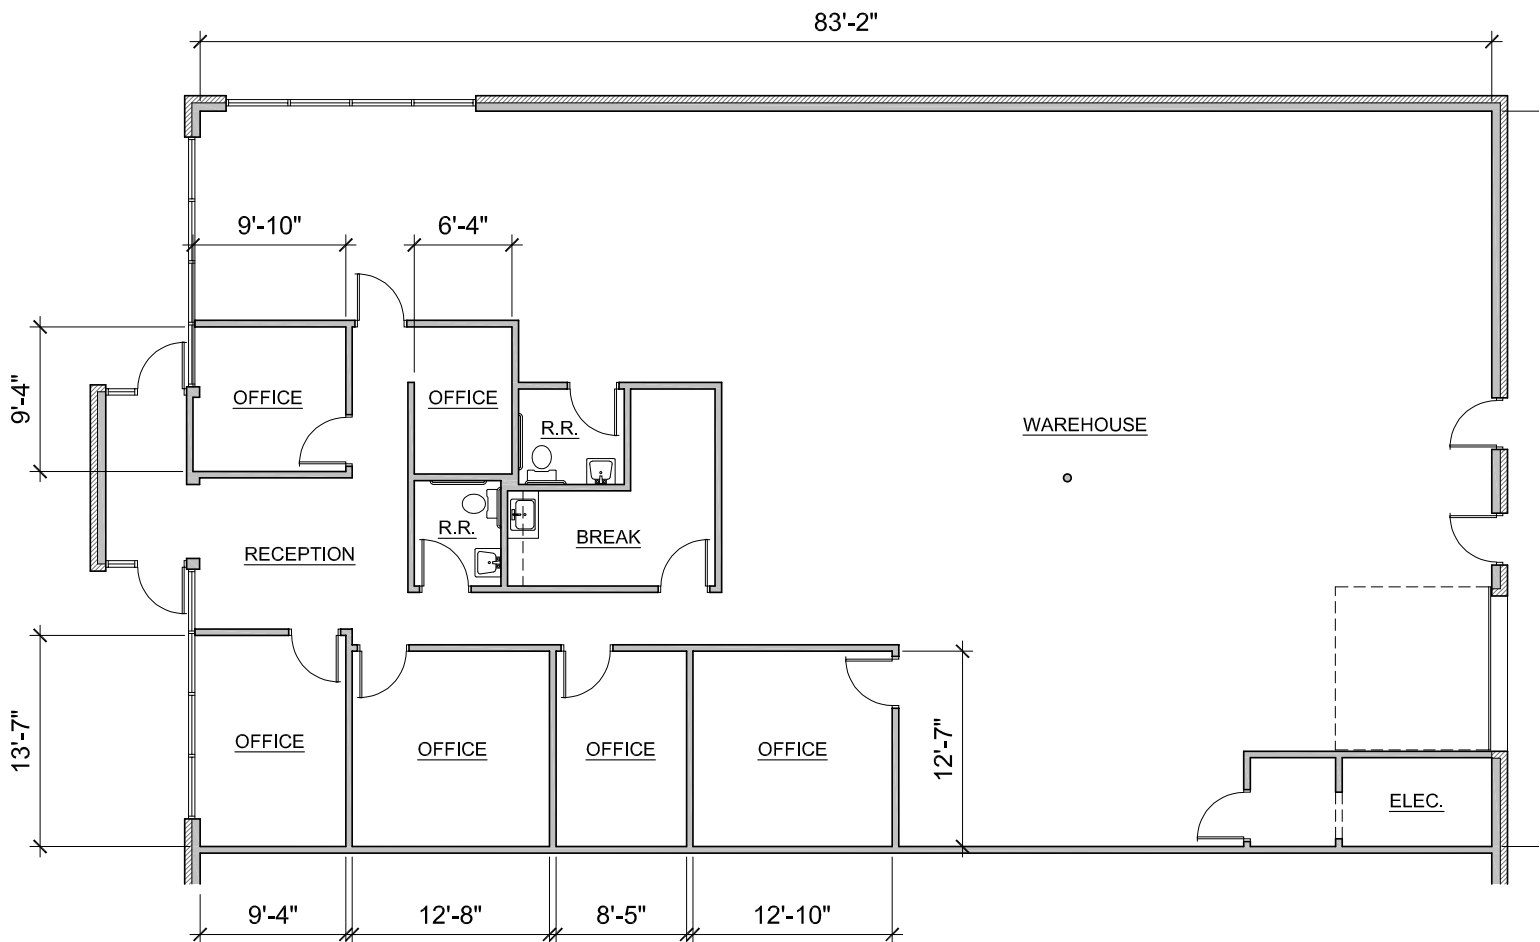 83'-2"
9'-10"
6'-4"
9'-4"
OFFICE
OFFICE
R.R.
WAREHOUSE
R.R.
BREAK
RECEPTION
13'-7"
OFFICE
OFFICE
OFFICE
OFFICE
12'-7"
ELEC.
9'-4"
12'-8"
8'-5"
12'-10"